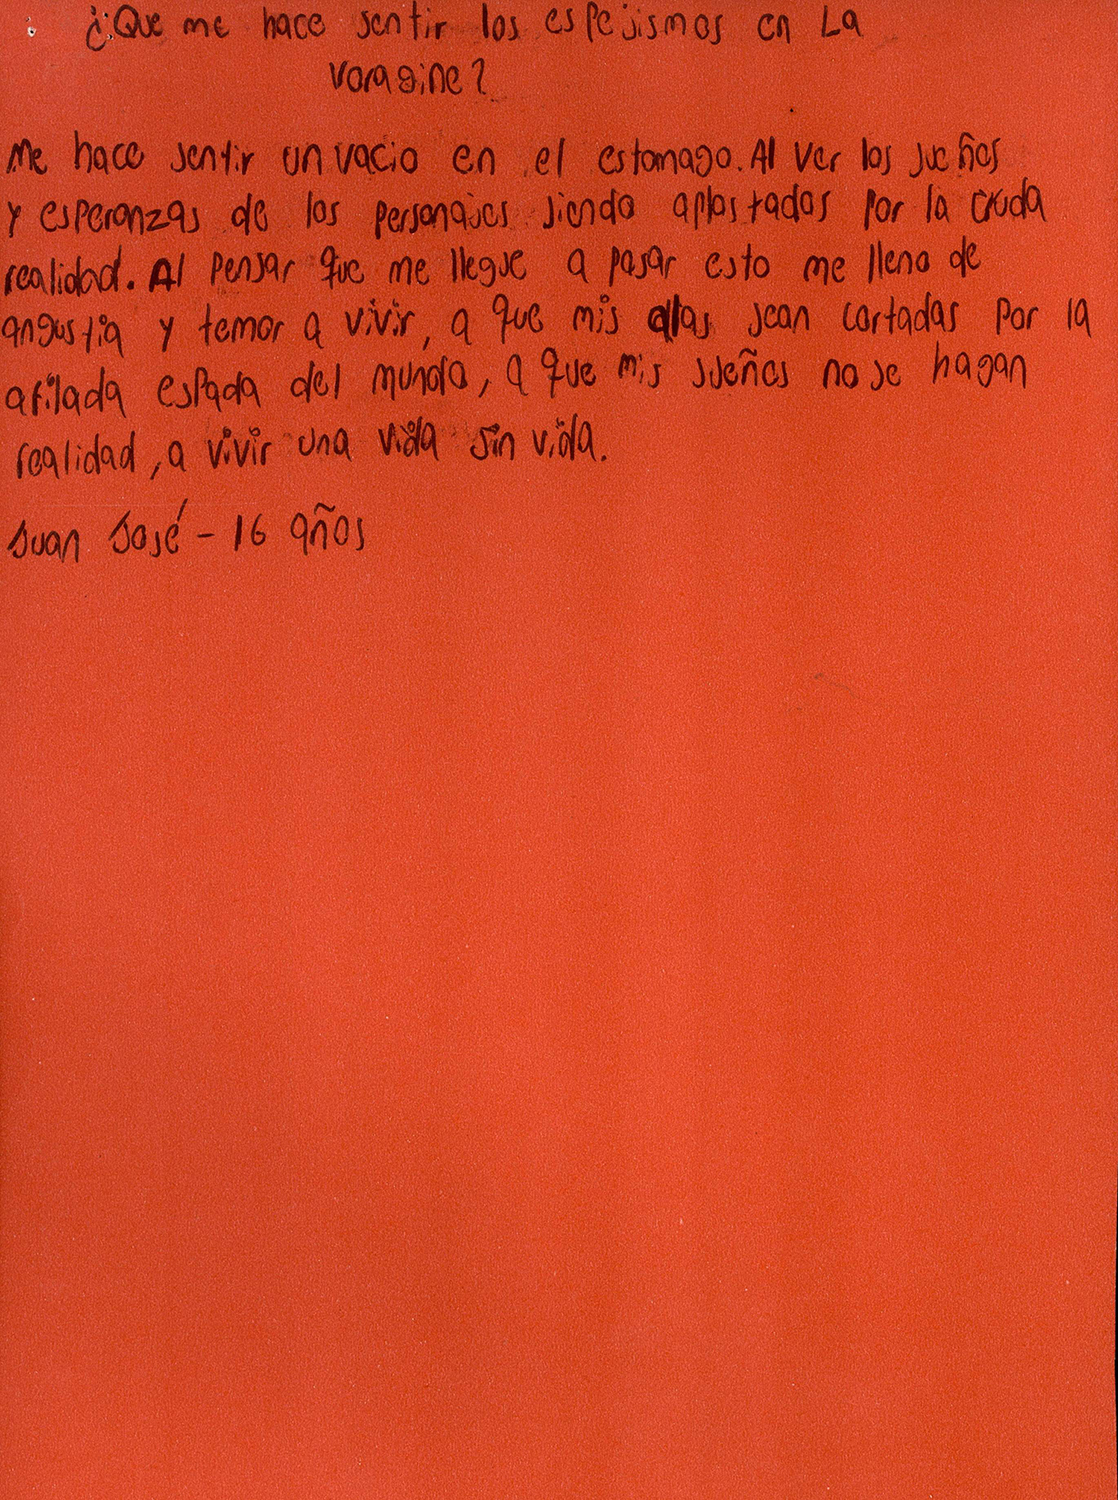 ¿Que me hace sentir los espejismos en La
Voragine?
Me hace sentir un vacio en el estomago. Al ver los sueños
y esperanzas de los personajes siendo aplastados por la cruda
realidad. Al pensar que me llegue a pasar esto me lleno de
angustia y temor a vivir, a que mis alas sean cortadas por la
afilada espada del mundo, a que mis sueños no se hagan
realidad, a vivir una vida sin vida.
Juan José - 16 años